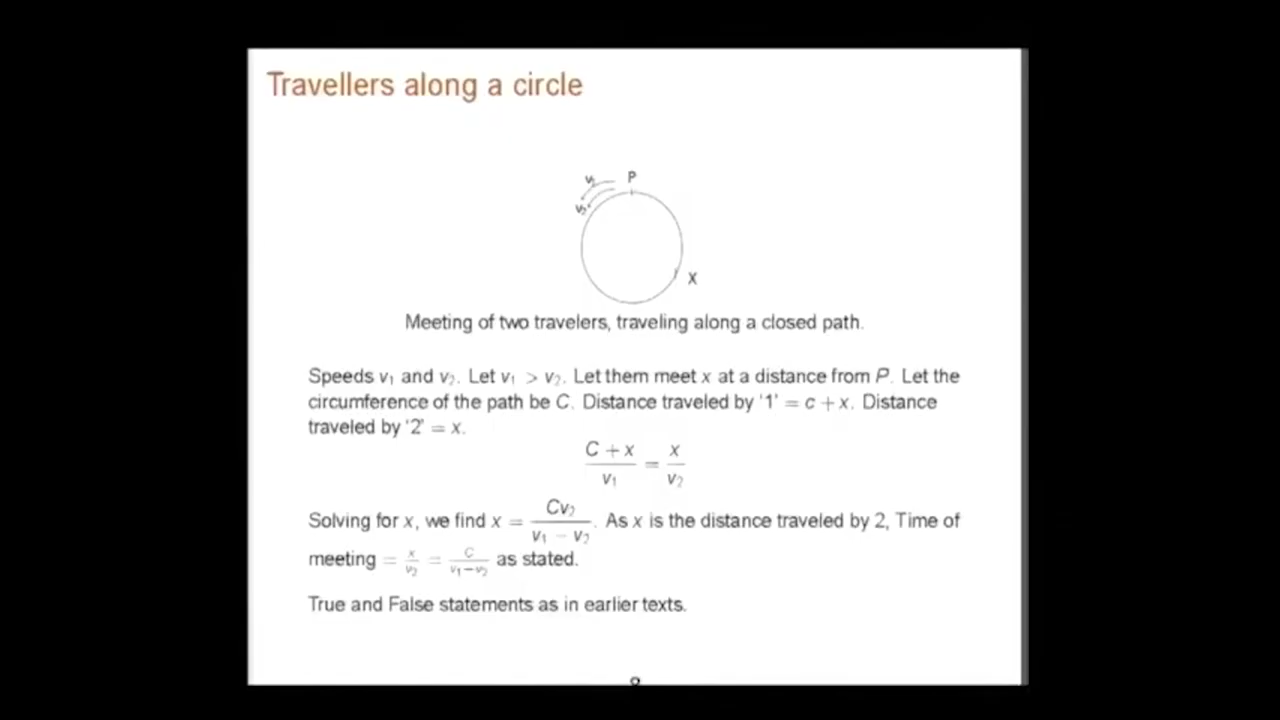 Travellers along a circle
v₂ P
v₁
X
Meeting of two travelers, traveling along a closed path.
Speeds v₁ and v₂. Let v₁ > v₂. Let them meet x at a distance from P. Let the
circumference of the path be C. Distance traveled by '1' = c + x. Distance
traveled by '2' = x.
C + x / v₁ = x / v₂
Solving for x, we find x = Cv₂ / v₁ − v₂. As x is the distance traveled by 2, Time of
meeting = x/v₂ = C/v₁−v₂ as stated.
True and False statements as in earlier texts.